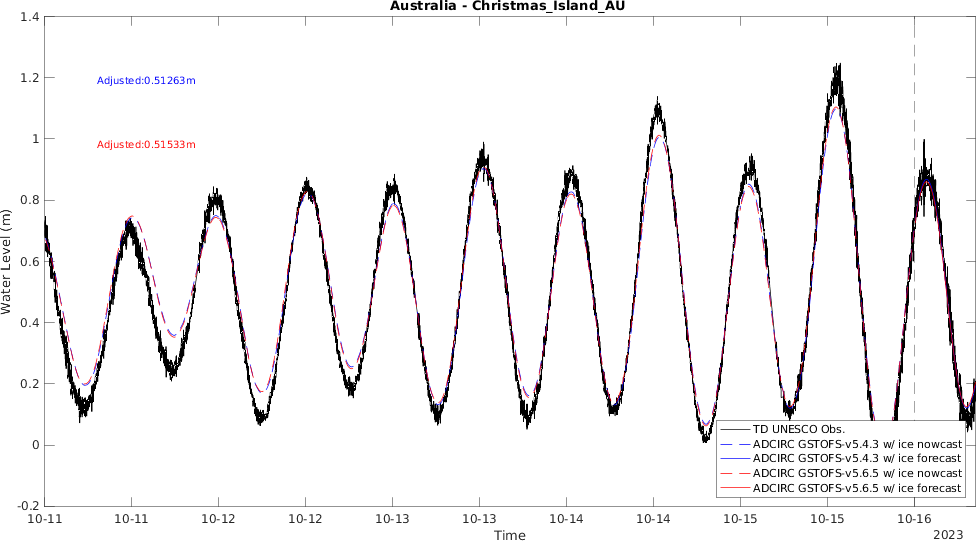 Australia - Christmas_Island_AU
1.4
1.2
1
0.8
0.6
0.4
0.2
0
-0.2
Water Level (m)
Adjusted:0.51263m
Adjusted:0.51533m
TD UNESCO Obs.
ADCIRC GSTOFS-v5.4.3 w/ ice nowcast
ADCIRC GSTOFS-v5.4.3 w/ ice forecast
ADCIRC GSTOFS-v5.6.5 w/ ice nowcast
ADCIRC GSTOFS-v5.6.5 w/ ice forecast
10-11 10-11 10-12 10-12 10-13 10-13 10-14 10-14 10-15 10-15 10-16
Time
2023